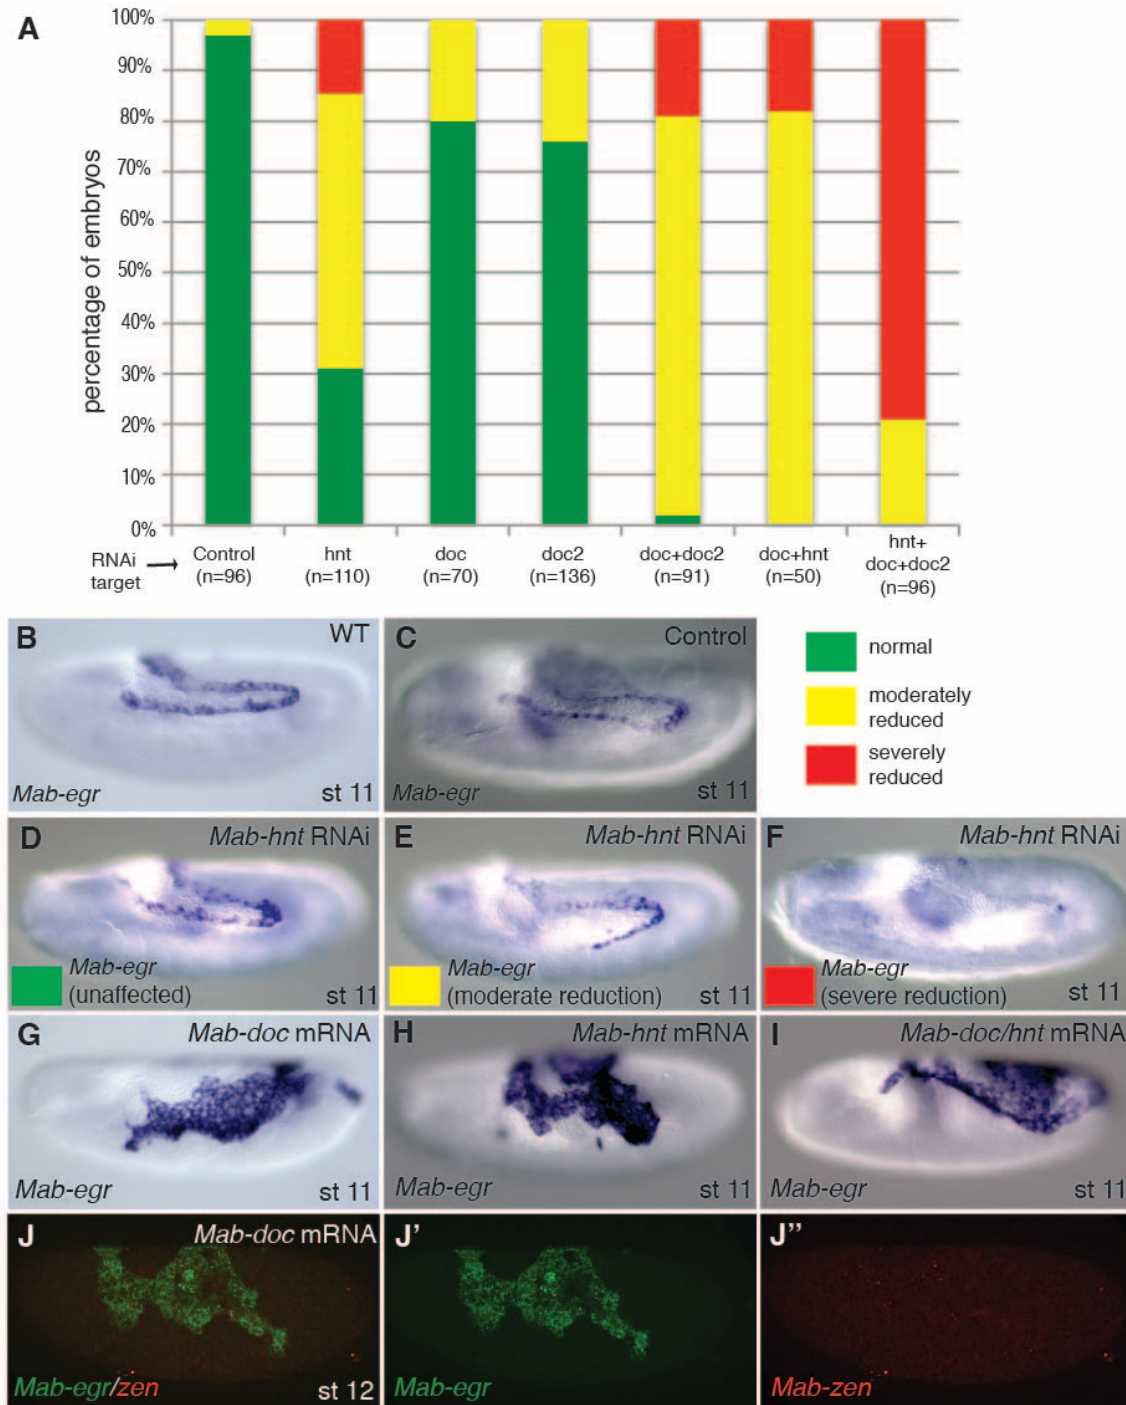 A
100%
90%
80%
70%
60%
50%
40%
30%
20%
10%
0%
percentage of embryos
RNAi
target
Control
(n=96)
hnt
(n=110)
doc
(n=70)
doc2
(n=136)
doc+doc2
(n=91)
doc+hnt
(n=50)
hnt+
doc+doc2
(n=96)
B
WT
Mab-egr
st 11
C
Control
Mab-egr
st 11
normal
moderately
reduced
severely
reduced
D
Mab-hnt RNAi
Mab-egr
(unaffected)
st 11
E
Mab-hnt RNAi
Mab-egr
(moderate reduction)
st 11
F
Mab-hnt RNAi
Mab-egr
(severe reduction)
st 11
G
Mab-doc mRNA
Mab-egr
st 11
H
Mab-hnt mRNA
Mab-egr
st 11
I
Mab-doc/hnt mRNA
Mab-egr
st 11
J
Mab-doc mRNA
Mab-egr/zen
st 12
J'
Mab-egr
J"
Mab-zen